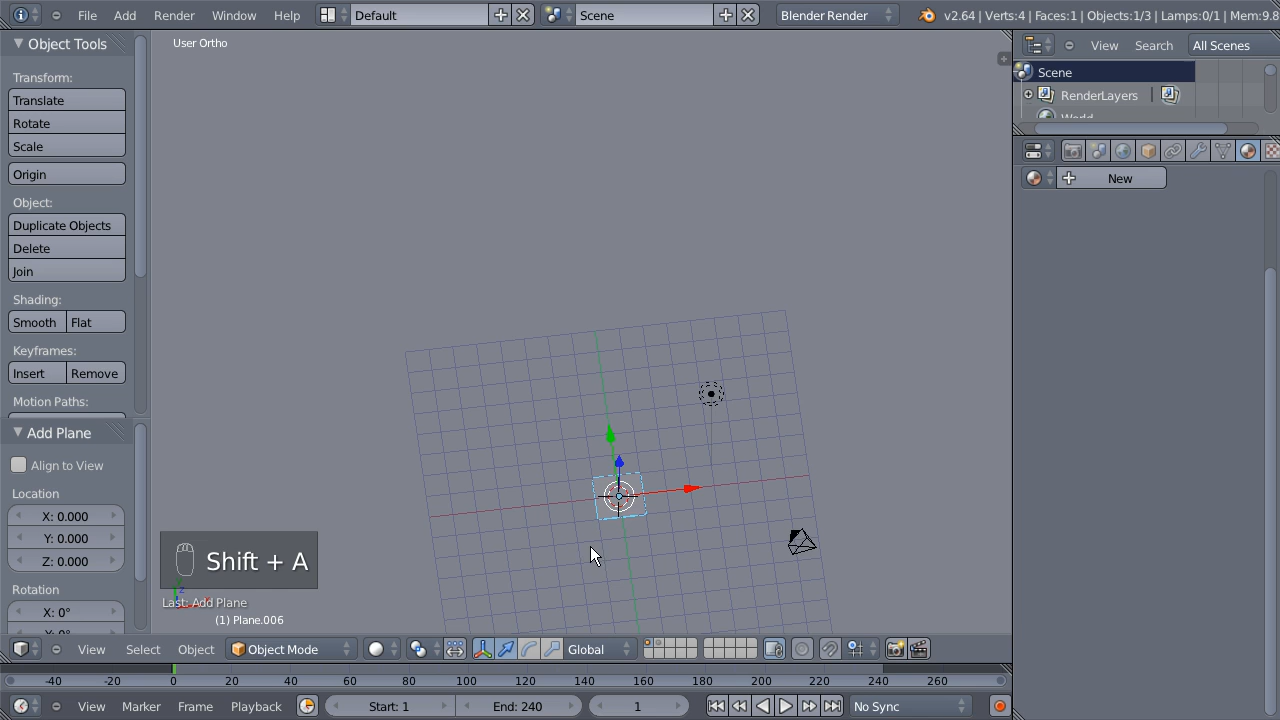 File Add Render Window Help Default Scene Blender Render v2.64 | Verts:4 | Faces:1 | Objects:1/3 | Lamps:0/1 | Mem:9.8
Object Tools
User Ortho
View Search All Scenes
Transform:
Scene
Translate
RenderLayers
Rotate
World
Scale
Origin
New
Object:
Duplicate Objects
Delete
Join
Shading:
Smooth Flat
Keyframes:
Insert Remove
Motion Paths:
Add Plane
Align to View
Location
X: 0.000
Y: 0.000
Z: 0.000
Shift + A
Rotation
Last: Add Plane
X: 0°
(1) Plane.006
Y: 0°
View Select Object Object Mode Global
-40 -20 0 20 40 60 80 100 120 140 160 180 200 220 240 260
View Marker Frame Playback Start: 1 End: 240 1 No Sync